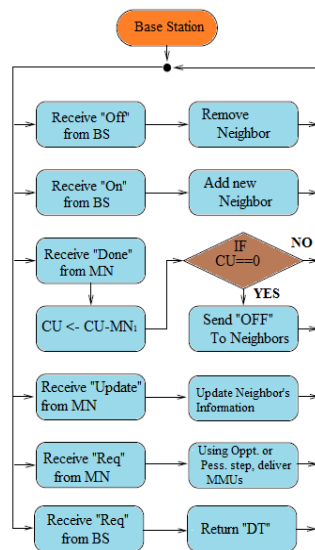 Base Station
Receive "Off"
from BS
Remove
Neighbor
Receive "On"
from BS
Add new
Neighbor
Receive "Done"
from MN
IF
CU==0
NO
YES
CU <- CU-MN₁
Send "OFF"
To Neighbors
Receive "Update"
from MN
Update Neighbor's
Information
Receive "Req"
from MN
Using Oppt. or
Pess. step, deliver
MMUs
Receive "Req"
from BS
Return "DT"